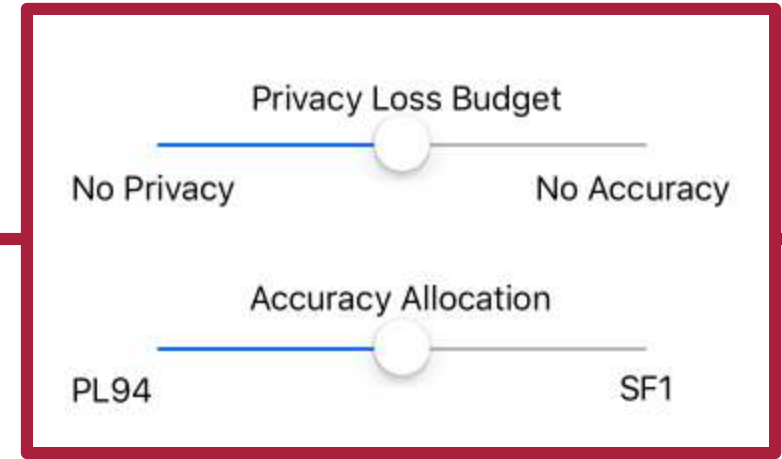 Privacy Loss Budget
No Privacy No Accuracy
Accuracy Allocation
PL94 SF1